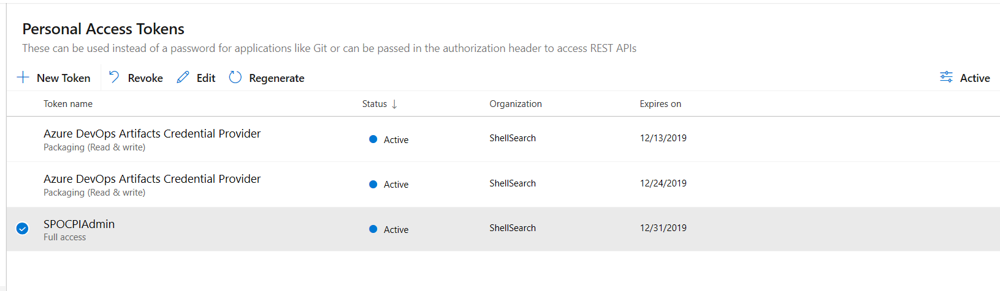 Personal Access Tokens
These can be used instead of a password for applications like Git or can be passed in the authorization header to access REST APIs
New Token Revoke Edit Regenerate Active
Token name Status ↓ Organization Expires on
Azure DevOps Artifacts Credential Provider
Packaging (Read & write)
Active ShellSearch 12/13/2019
Azure DevOps Artifacts Credential Provider
Packaging (Read & write)
Active ShellSearch 12/24/2019
SPOCPIAdmin
Full access
Active ShellSearch 12/31/2019